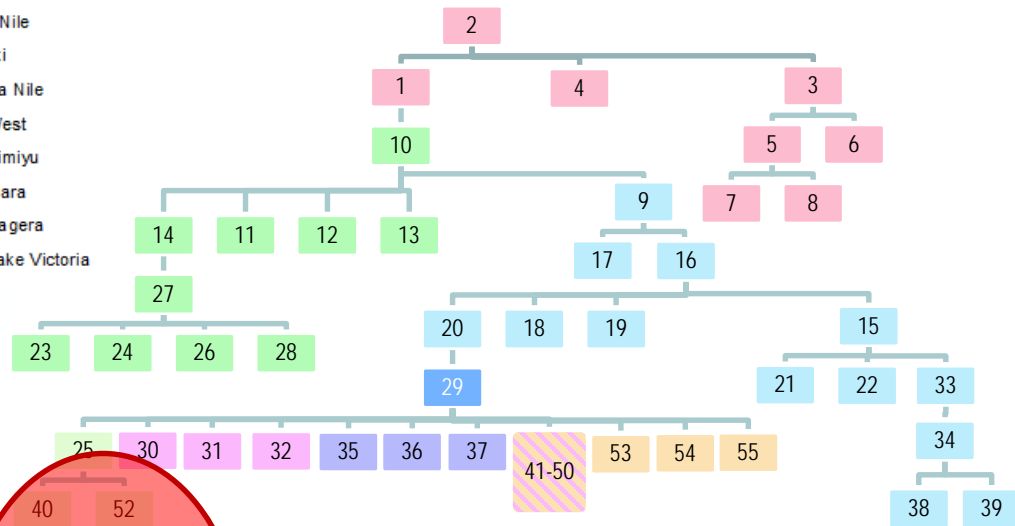 Nile
a Nile
est
imiyu
ara
agera
ake Victoria
2
1 4 3
10 5 6
9 7 8
14 11 12 13
17 16
27
20 18 19 15
23 24 26 28
29 21 22 33
25 30 31 32 35 36 37 41-50 53 54 55
34
40 52 38 39